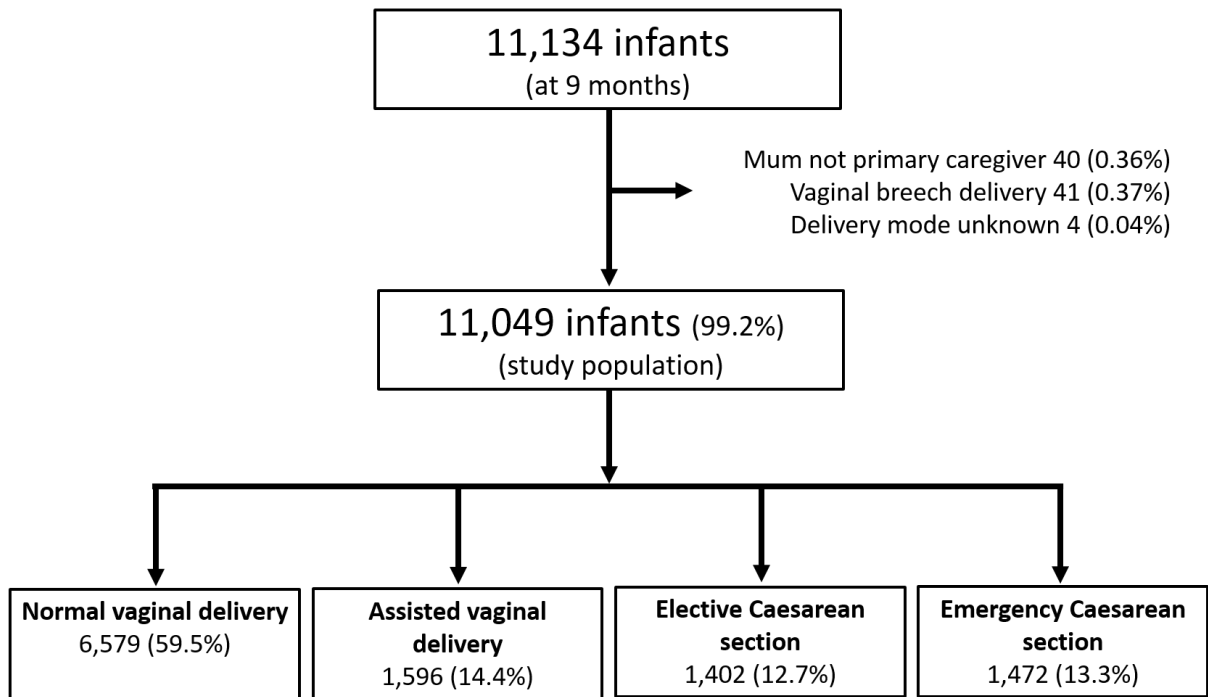 11,134 infants
(at 9 months)
Mum not primary caregiver 40 (0.36%)
Vaginal breech delivery 41 (0.37%)
Delivery mode unknown 4 (0.04%)
11,049 infants (99.2%)
(study population)
Normal vaginal delivery
6,579 (59.5%)
Assisted vaginal
delivery
1,596 (14.4%)
Elective Caesarean
section
1,402 (12.7%)
Emergency Caesarean
section
1,472 (13.3%)